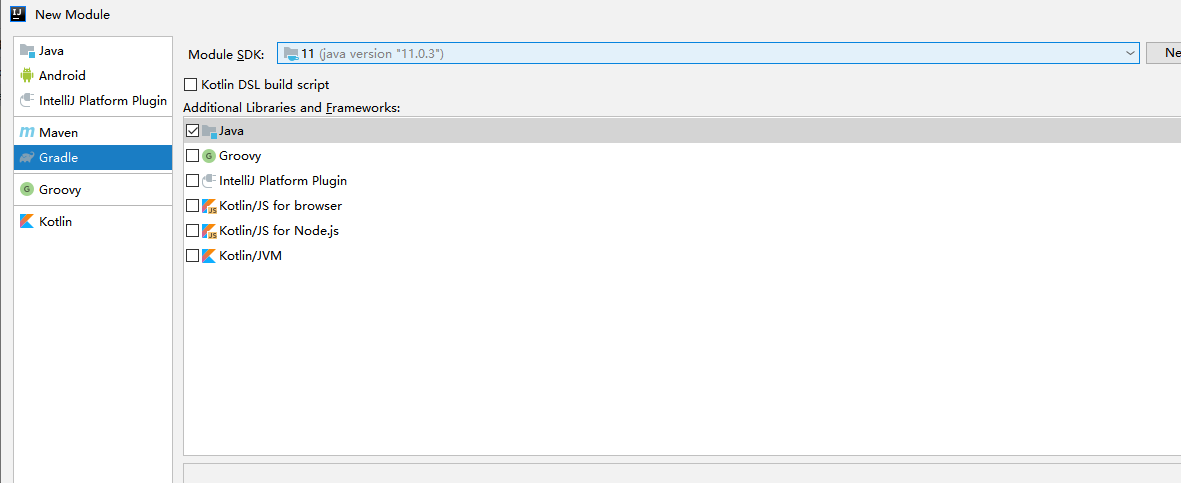 New Module
Java
Android
IntelliJ Platform Plugin
Maven
Gradle
Groovy
Kotlin
Module SDK:
11 (java version "11.0.3")
Ne
Kotlin DSL build script
Additional Libraries and Frameworks:
Java
Groovy
IntelliJ Platform Plugin
Kotlin/JS for browser
Kotlin/JS for Node.js
Kotlin/JVM